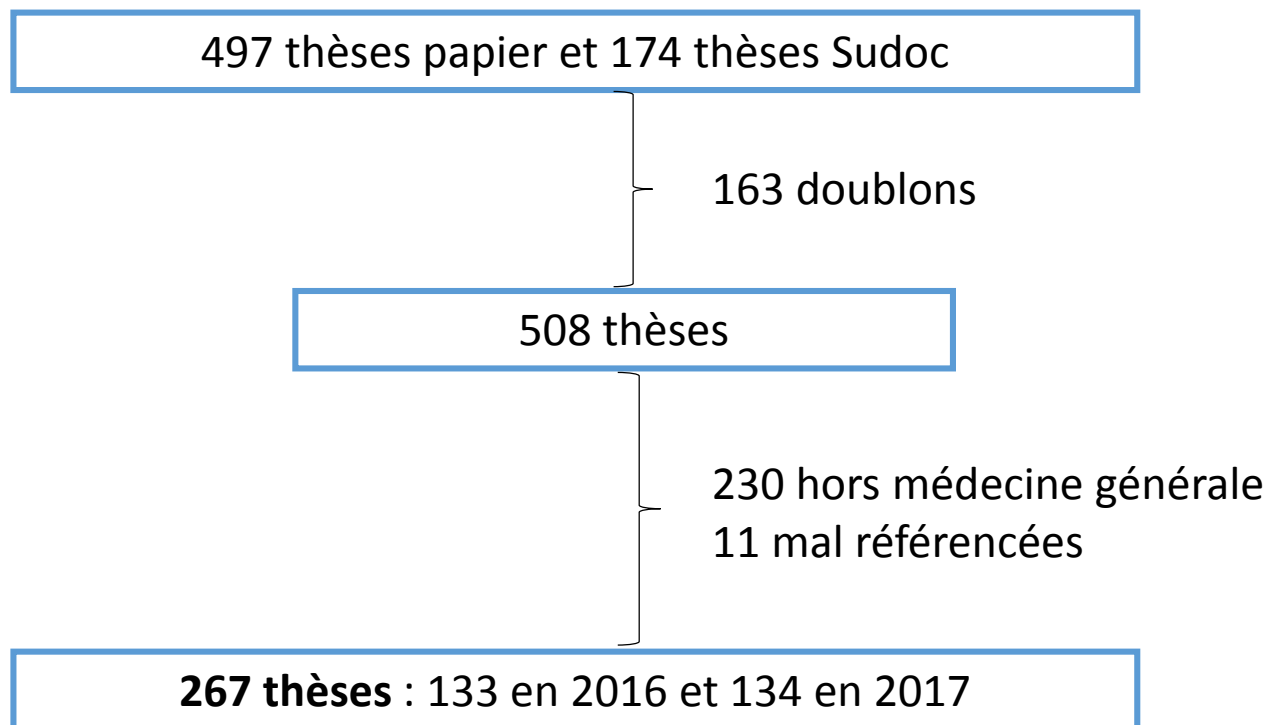 497 thèses papier et 174 thèses Sudoc
163 doublons
508 thèses
230 hors médecine générale
11 mal référencées
267 thèses : 133 en 2016 et 134 en 2017